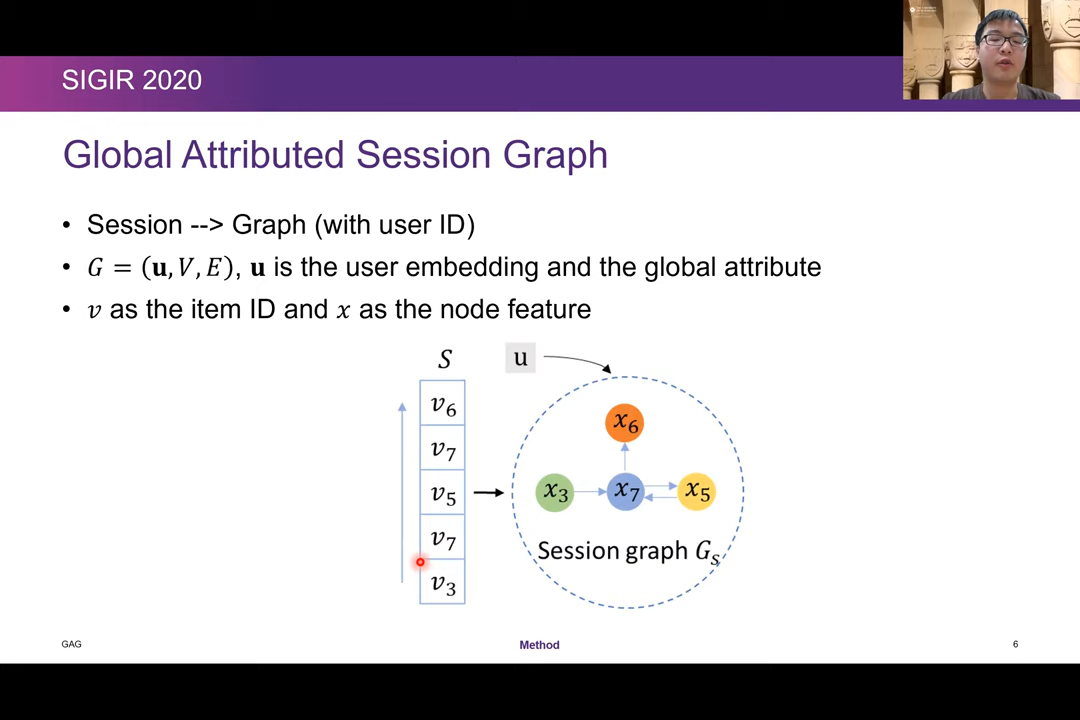 SIGIR 2020
Global Attributed Session Graph
• Session --> Graph (with user ID)
• 𝐺 = (𝐮, 𝑉, 𝐸), 𝐮 is the user embedding and the global attribute
• 𝑣 as the item ID and 𝑥 as the node feature
𝑆
u
𝑣₆
𝑣₇
𝑣₅
𝑣₇
𝑣₃
𝑥₆
𝑥₃ 𝑥₇ 𝑥₅
Session graph 𝐺ₛ
GAG Method 6